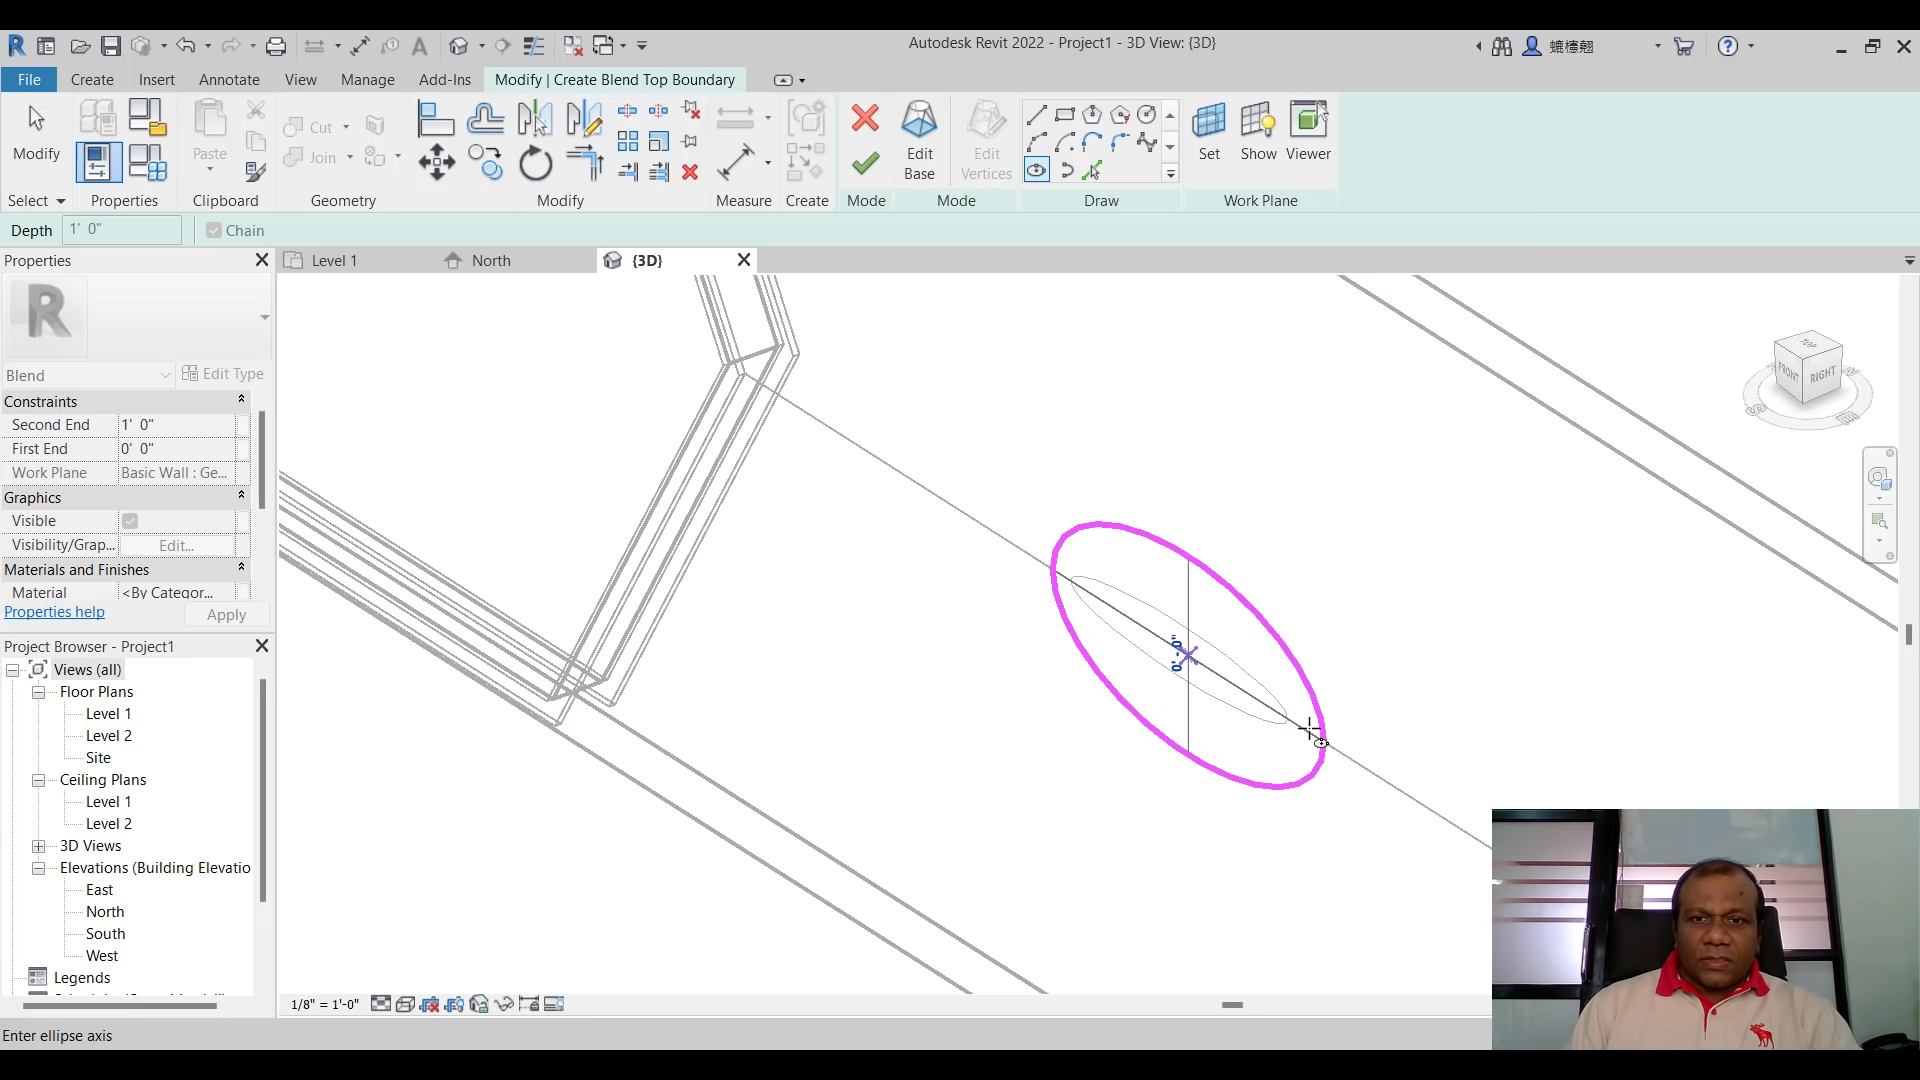 Autodesk Revit 2022 - Project1 - 3D View: {3D}
File
Create
Insert
Annotate
View
Manage
Add-Ins
Modify | Create Blend Top Boundary
Modify
Paste
Cut
Join
Edit
Base
Edit
Vertices
Set
Show
Viewer
Select
Properties
Clipboard
Geometry
Modify
Measure
Create
Mode
Mode
Draw
Work Plane
Depth
1' 0"
Chain
Properties
Level 1
North
{3D}
R
Blend
Edit Type
Constraints
Second End 1' 0"
First End 0' 0"
Work Plane Basic Wall : Ge...
Graphics
Visible
Visibility/Grap... Edit...
Materials and Finishes
Material <By Categor...
Properties help
Apply
TOP
FRONT
RIGHT
0' - 0"
Project Browser - Project1
Views (all)
Floor Plans
Level 1
Level 2
Site
Ceiling Plans
Level 1
Level 2
3D Views
Elevations (Building Elevatio
East
North
South
West
Legends
1/8" = 1'-0"
Enter ellipse axis